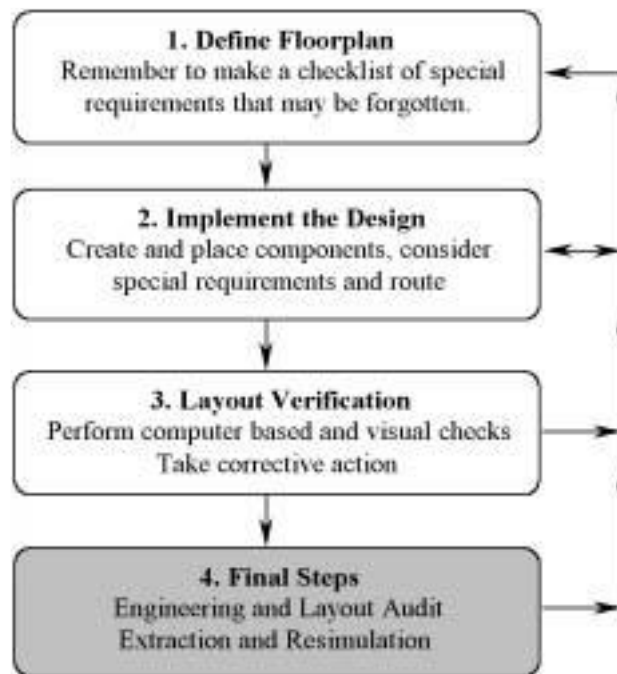 1. Define Floorplan
Remember to make a checklist of special
requirements that may be forgotten.
2. Implement the Design
Create and place components, consider
special requirements and route
3. Layout Verification
Perform computer based and visual checks
Take corrective action
4. Final Steps
Engineering and Layout Audit
Extraction and Resimulation